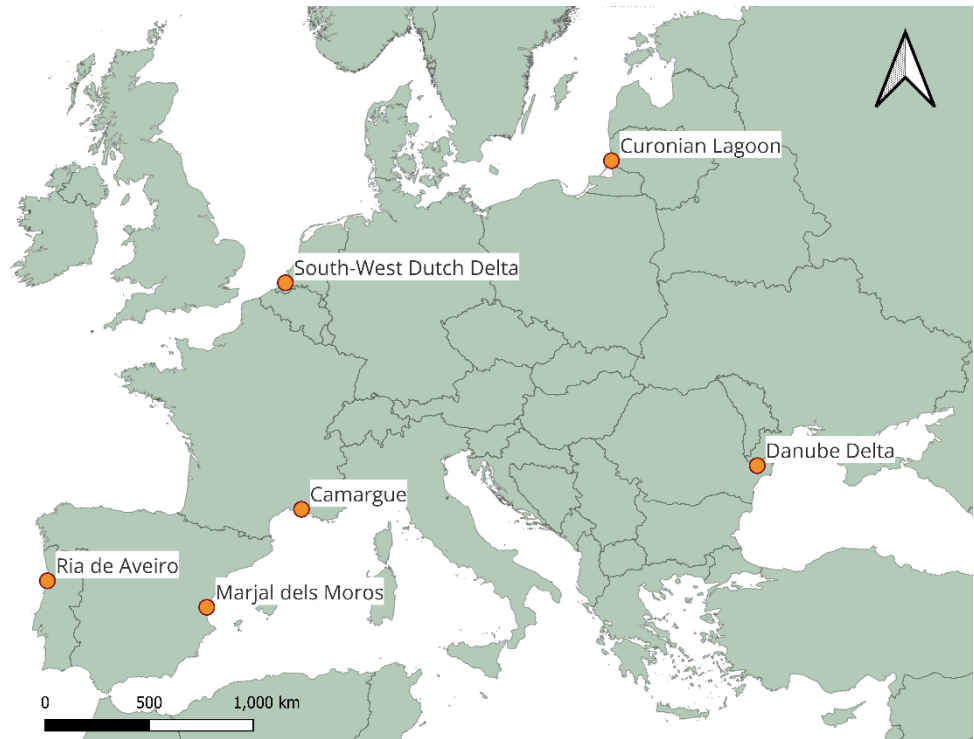 Curonian Lagoon
South-West Dutch Delta
Danube Delta
Camargue
Ria de Aveiro
Marjal dels Moros
0 500 1,000 km